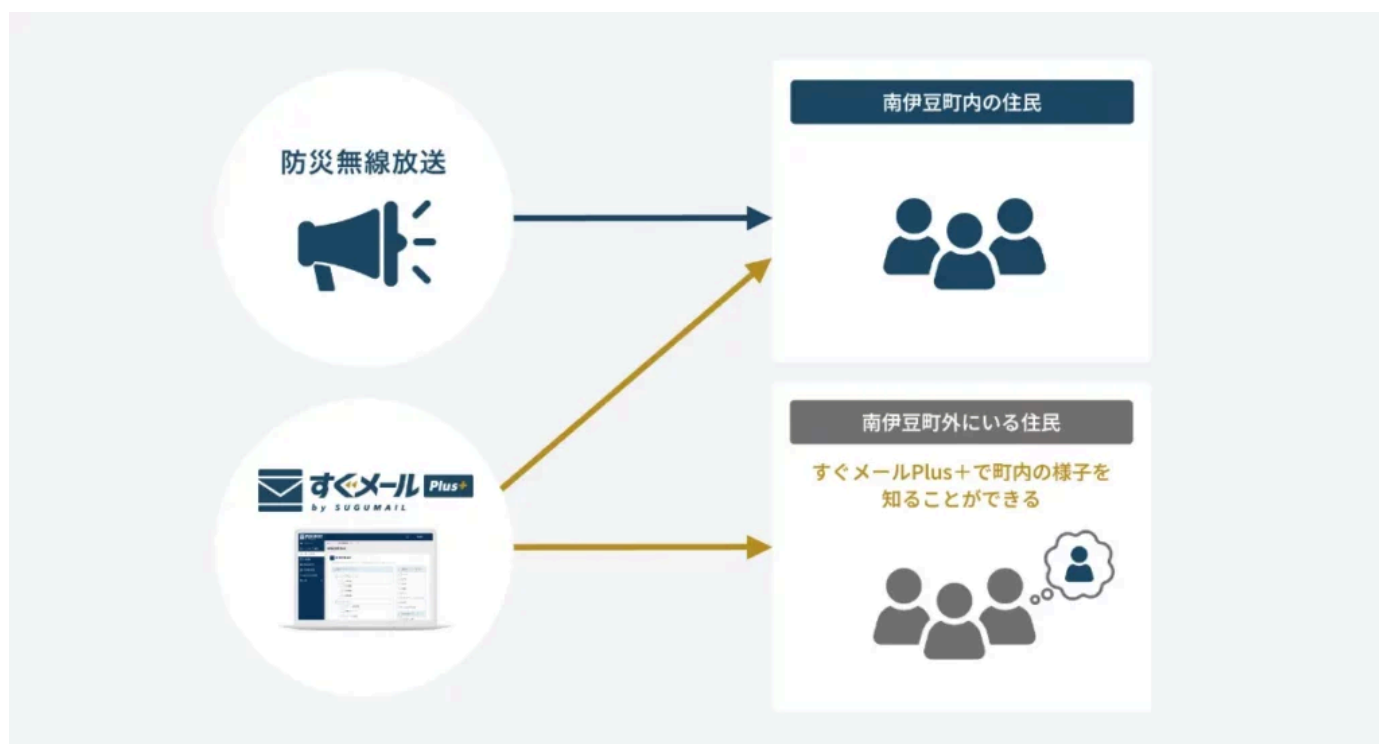 防災無線放送
南伊豆町内の住民
すぐメール Plus+
by SUGUMAIL
南伊豆町外にいる住民
すぐメールPlus＋で町内の様子を
知ることができる